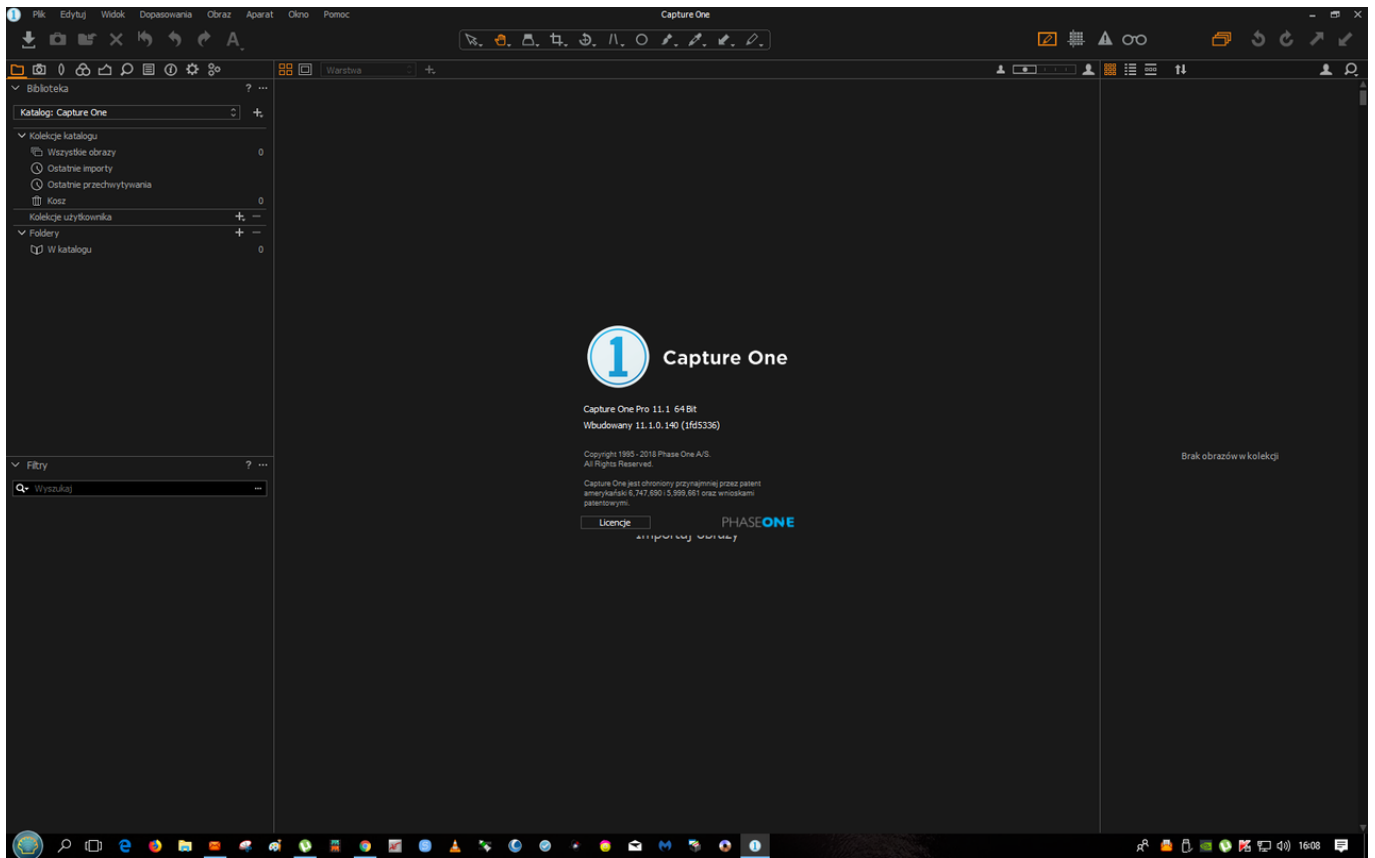 Plik Edytuj Widok Dopasowania Obraz Aparat Okno Pomoc
Capture One
A
Warstwa
Biblioteka
?
Katalog: Capture One
Kolekcje katalogu
Wszystkie obrazy 0
Ostatnie importy
Ostatnie przechwytywania
Kosz 0
Kolekcje użytkownika
Foldery
W katalogu 0
1 Capture One
Capture One Pro 11.1 64 Bit
Wbudowany 11.1.0.140 (1fd5336)
Copyright 1995 - 2018 Phase One A/S.
All Rights Reserved.
Capture One jest chroniony przynajmniej przez patent
amerykański 6,747,690 i 5,999,661 oraz wnioskami
patentowymi.
Licencje
PHASEONE
Importuj obrazy
Brak obrazów w kolekcji
Filtry
?
Wyszukaj
16:08